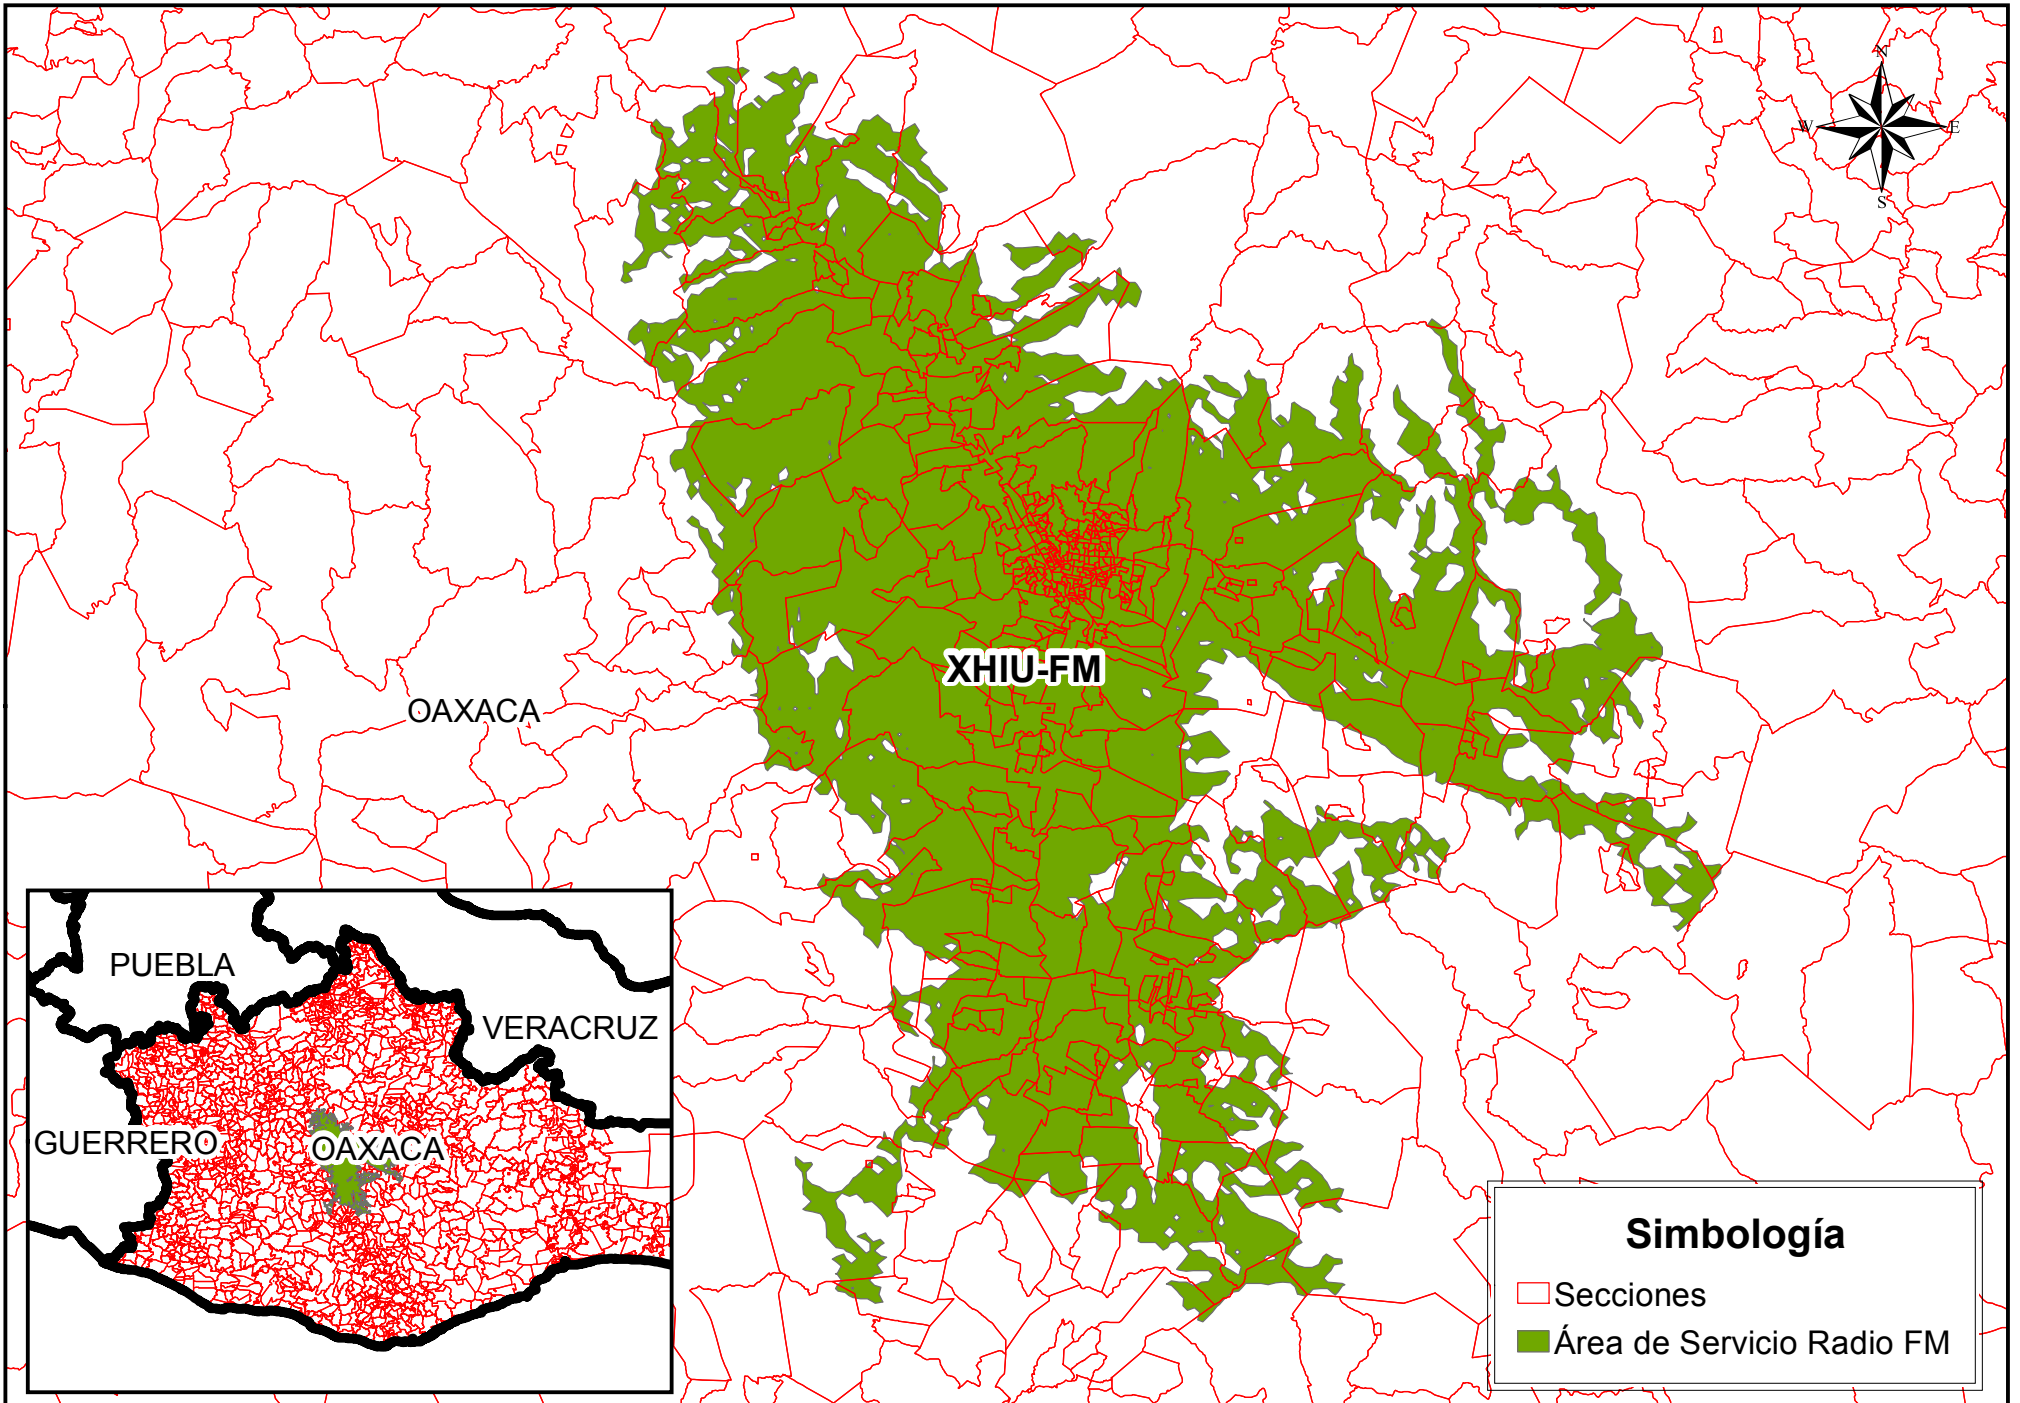 N
W E
S
XHIU-FM
OAXACA
PUEBLA
VERACRUZ
GUERRERO
OAXACA
Simbología
Secciones
Área de Servicio Radio FM